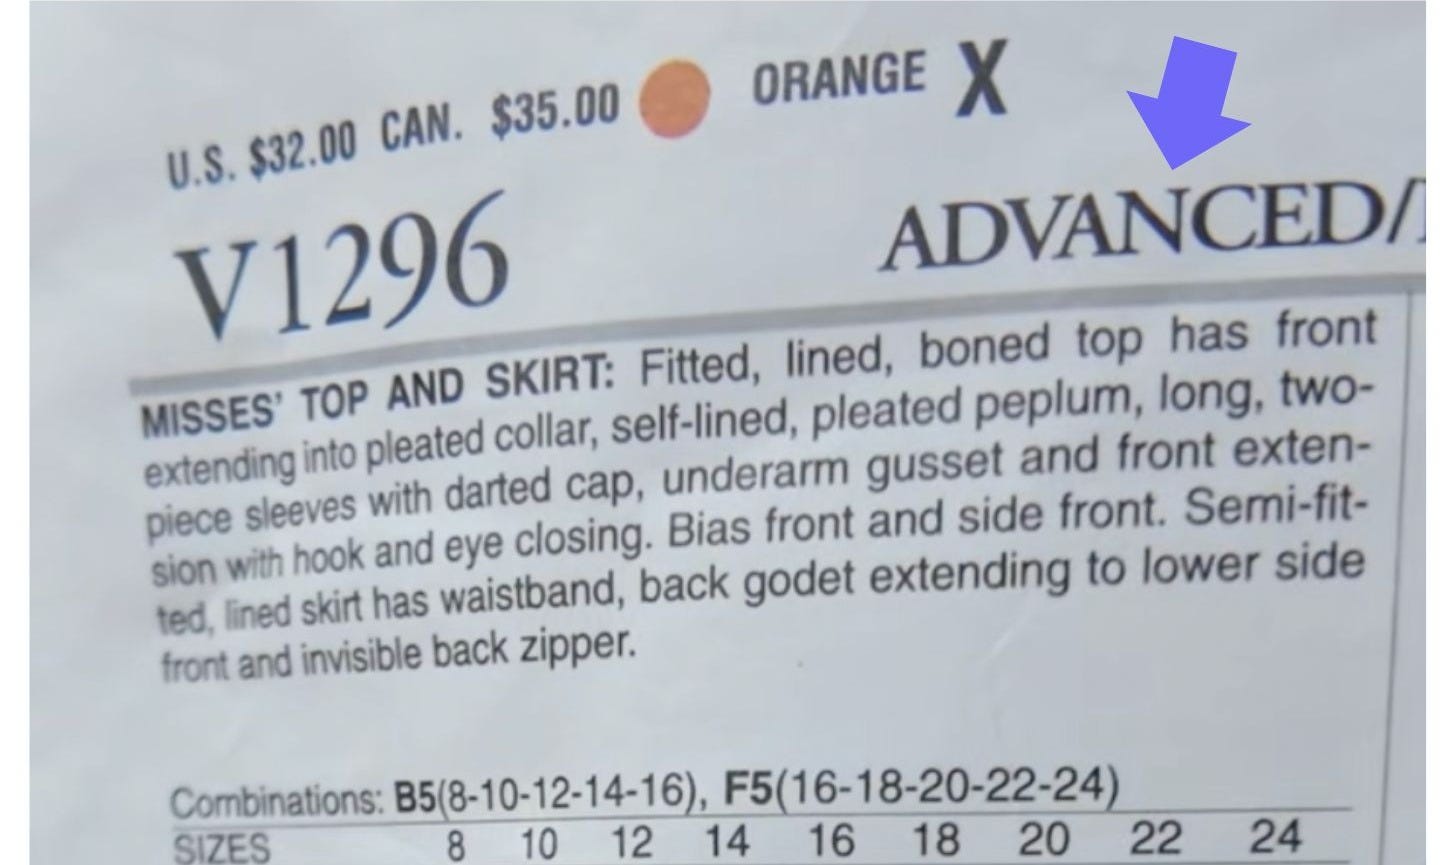 U.S. $32.00 CAN. $35.00 ORANGE X
V1296 ADVANCED/
MISSES' TOP AND SKIRT: Fitted, lined, boned top has front
extending into pleated collar, self-lined, pleated peplum, long, two-
piece sleeves with darted cap, underarm gusset and front exten-
sion with hook and eye closing. Bias front and side front. Semi-fit-
ted, lined skirt has waistband, back godet extending to lower side
front and invisible back zipper.
Combinations: B5(8-10-12-14-16), F5(16-18-20-22-24)
SIZES 8 10 12 14 16 18 20 22 24